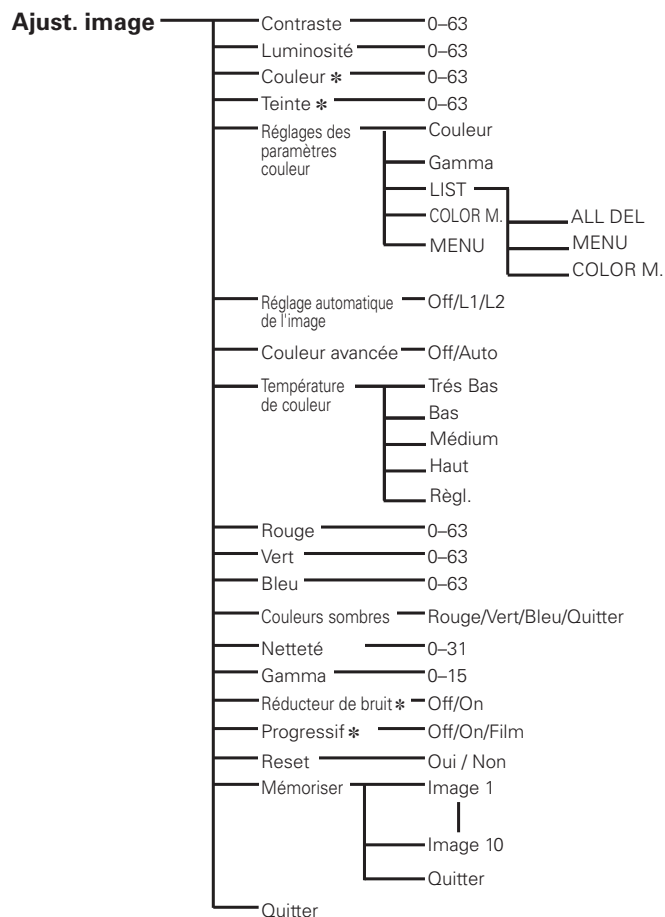 Ajust. image
Contraste 0–63
Luminosité 0–63
Couleur ✻ 0–63
Teinte ✻ 0–63
Réglages des
paramètres
couleur
Couleur
Gamma
LIST
COLOR M.
MENU
ALL DEL
MENU
COLOR M.
Réglage automatique
de l'image
Off/L1/L2
Couleur avancée Off/Auto
Température
de couleur
Trés Bas
Bas
Médium
Haut
Règl.
Rouge 0–63
Vert 0–63
Bleu 0–63
Couleurs sombres Rouge/Vert/Bleu/Quitter
Netteté 0–31
Gamma 0–15
Réducteur de bruit ✻ Off/On
Progressif ✻ Off/On/Film
Reset Oui / Non
Mémoriser
Image 1
Image 10
Quitter
Quitter